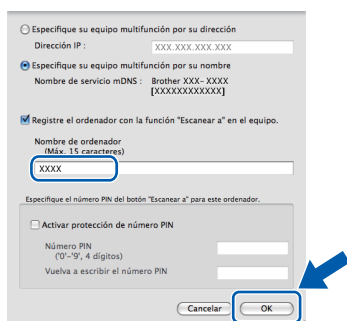 Especifique su equipo multifunción por su dirección
Dirección IP : XXX.XXX.XXX.XXX
Especifique su equipo multifunción por su nombre
Nombre de servicio mDNS : Brother XXX- XXXX
[XXXXXXXXXXXX]
Registre el ordenador con la función "Escanear a" en el equipo.
Nombre de ordenador
(Máx. 15 caracteres)
XXXX
Especifique el número PIN del botón "Escanear a" para este ordenador.
Activar protección de número PIN
Número PIN
('0'-'9', 4 dígitos)
Vuelva a escribir el número PIN
Cancelar OK